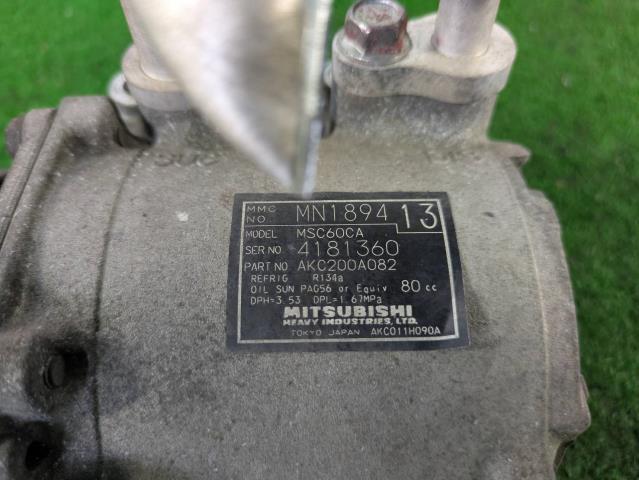 SUC
MMC NO MN1894 13
MODEL MSC60CA
SER NO 4181360
PART NO AKC200A082
REFRIG R134a
OIL SUN PAG56 or Equiv 80 cc
DPH=3.53 DPL=1.67MPa
MITSUBISHI
HEAVY INDUSTRIES, LTD.
TOKYO JAPAN AKC011H090A